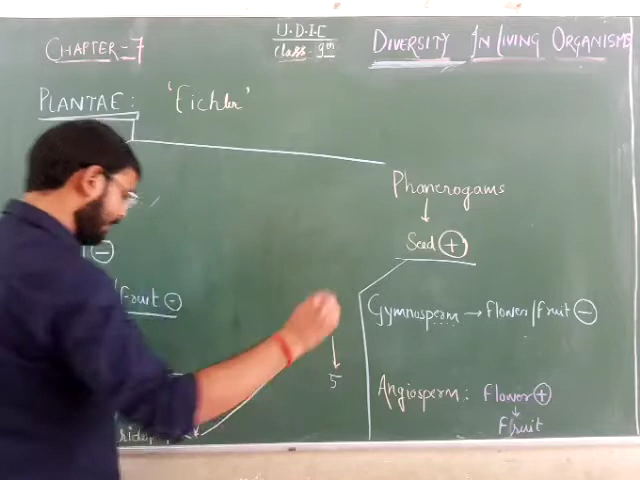 CHAPTER-7
U.D.I.C
Class-9th
DIVERSITY IN LIVING ORGANISMS
PLANTAE: 'Eichler'
Phanerogams
Seed +
−
Fruit −
Gymnosperm → Flower/Fruit −
5
Angiosperm: Flower +
Fruit